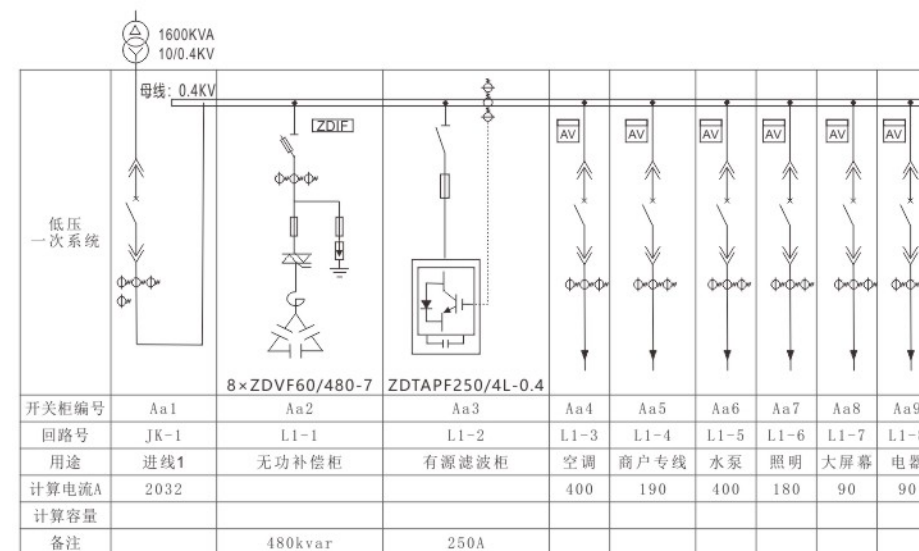 1600KVA
10/0.4KV
母线：0.4KV
ZDIF
AV AV AV AV AV AV
低压
一次系统
8×ZDVF60/480-7 ZDTAPF250/4L-0.4
开关柜编号 Aa1 Aa2 Aa3 Aa4 Aa5 Aa6 Aa7 Aa8 Aa9
回路号 JK-1 L1-1 L1-2 L1-3 L1-4 L1-5 L1-6 L1-7
用途 进线1 无功补偿柜 有源滤波柜 空调 商户专线 水泵 照明 大屏幕 电器
计算电流A 2032 400 190 400 180 90 90
计算容量
备注 480kvar 250A